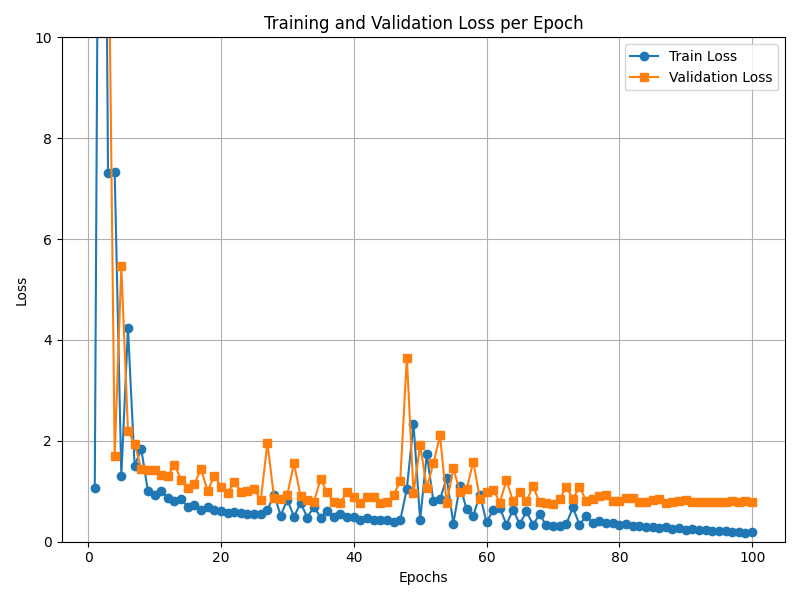 Training and Validation Loss per Epoch
Train Loss
Validation Loss
Loss
10
8
6
4
2
0
0 20 40 60 80 100
Epochs